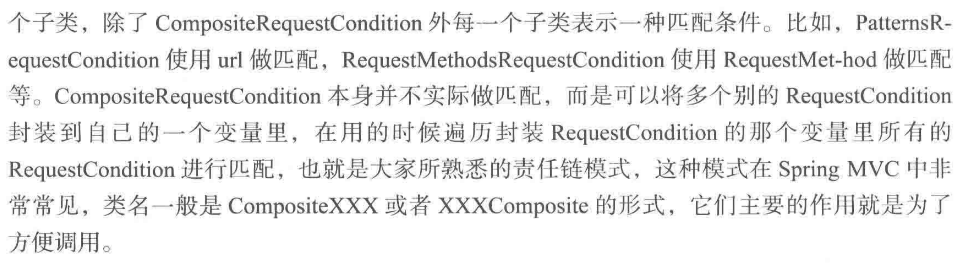 个子类，除了 CompositeRequestCondition 外每一个子类表示一种匹配条件。比如，PatternsR-
equestCondition 使用 url 做匹配，RequestMethodsRequestCondition 使用 RequestMet-hod 做匹配
等。CompositeRequestCondition 本身并不实际做匹配，而是可以将多个别的 RequestCondition
封装到自己的一个变量里，在用的时候遍历封装 RequestCondition 的那个变量里所有的
RequestCondition 进行匹配，也就是大家所熟悉的责任链模式，这种模式在 Spring MVC 中非
常常见，类名一般是 CompositeXXX 或者 XXXComposite 的形式，它们主要的作用就是为了
方便调用。